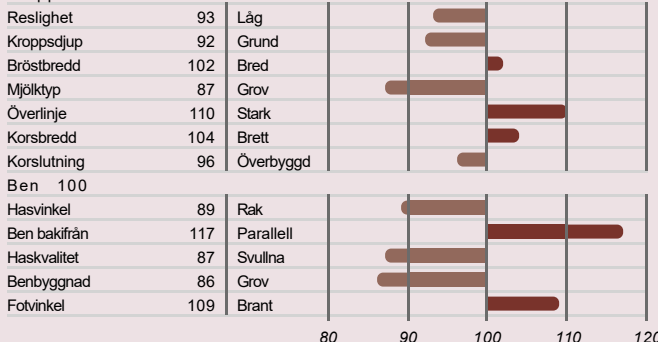 Reslighet 93 Låg
Kroppsdjup 92 Grund
Bröstbredd 102 Bred
Mjölktyp 87 Grov
Överlinje 110 Stark
Korsbredd 104 Brett
Korslutning 96 Överbyggd
Ben 100
Hasvinkel 89 Rak
Ben bakifrån 117 Parallell
Haskvalitet 87 Svullna
Benbyggnad 86 Grov
Fotvinkel 109 Brant
80 90 100 110 120